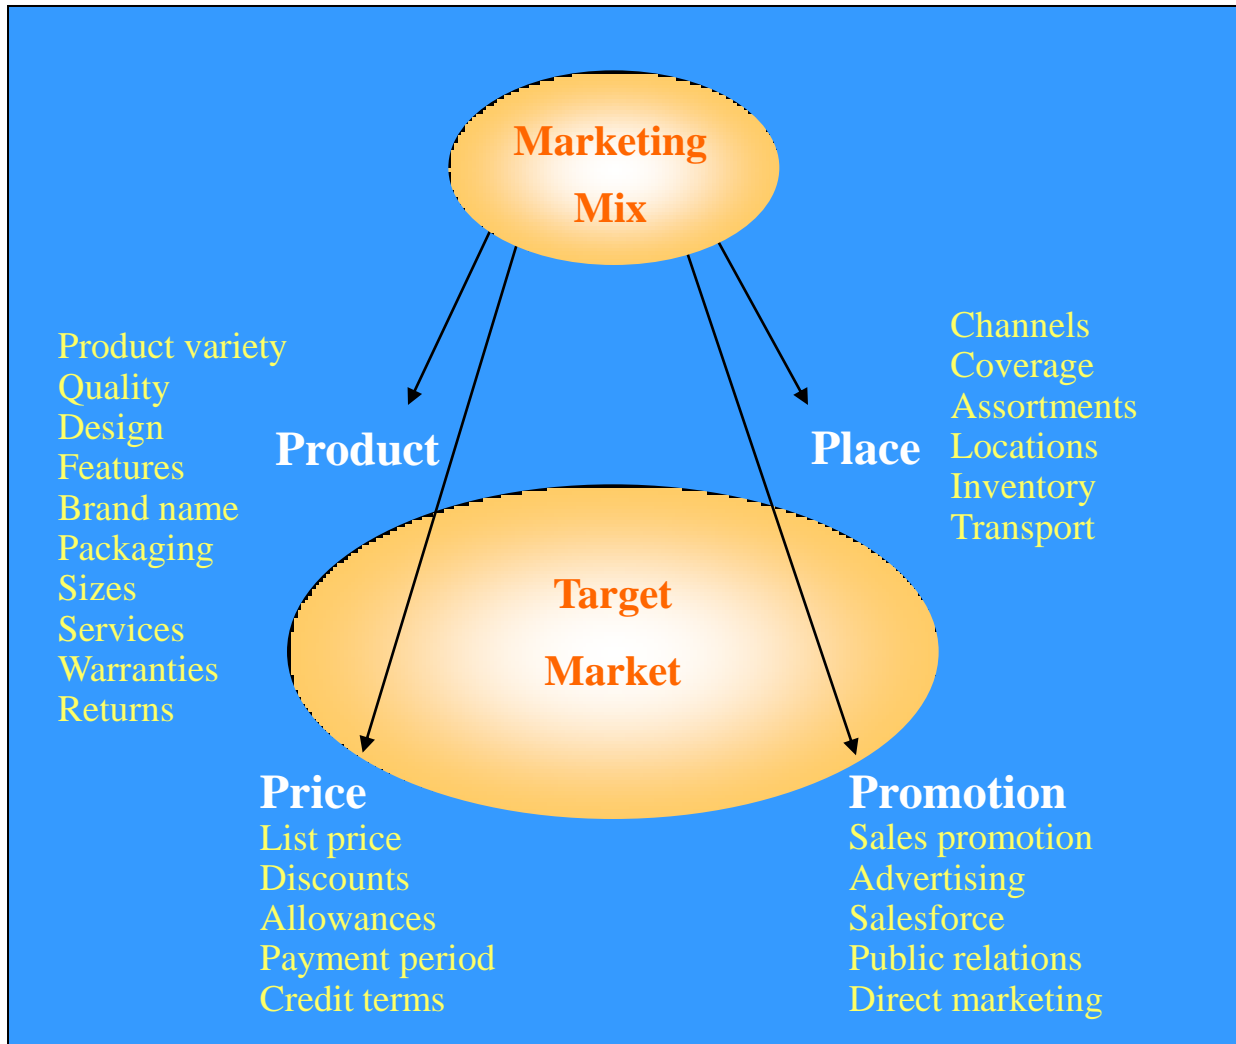 Marketing
Mix
Product variety
Quality
Design
Features
Brand name
Packaging
Sizes
Services
Warranties
Returns
Product
Place
Channels
Coverage
Assortments
Locations
Inventory
Transport
Target
Market
Price
List price
Discounts
Allowances
Payment period
Credit terms
Promotion
Sales promotion
Advertising
Salesforce
Public relations
Direct marketing